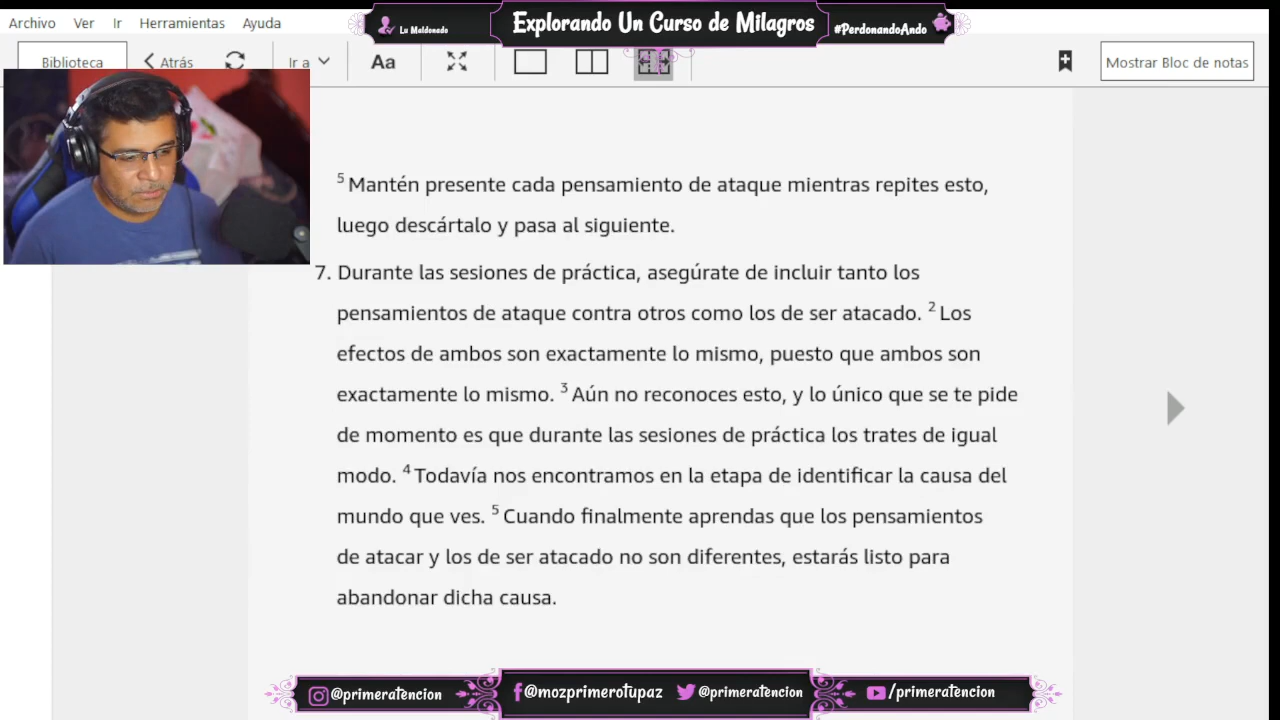 Archivo Ver Ir Herramientas Ayuda
Lu Maldonado
Explorando Un Curso de Milagros
#PerdonandoAndo
Biblioteca Atrás Ir a Aa Mostrar Bloc de notas
5 Mantén presente cada pensamiento de ataque mientras repites esto,
luego descártalo y pasa al siguiente.
7. Durante las sesiones de práctica, asegúrate de incluir tanto los
pensamientos de ataque contra otros como los de ser atacado. 2 Los
efectos de ambos son exactamente lo mismo, puesto que ambos son
exactamente lo mismo. 3 Aún no reconoces esto, y lo único que se te pide
de momento es que durante las sesiones de práctica los trates de igual
modo. 4 Todavía nos encontramos en la etapa de identificar la causa del
mundo que ves. 5 Cuando finalmente aprendas que los pensamientos
de atacar y los de ser atacado no son diferentes, estarás listo para
abandonar dicha causa.
@primeratencion @mozprimerotupaz @primeratencion /primeratencion